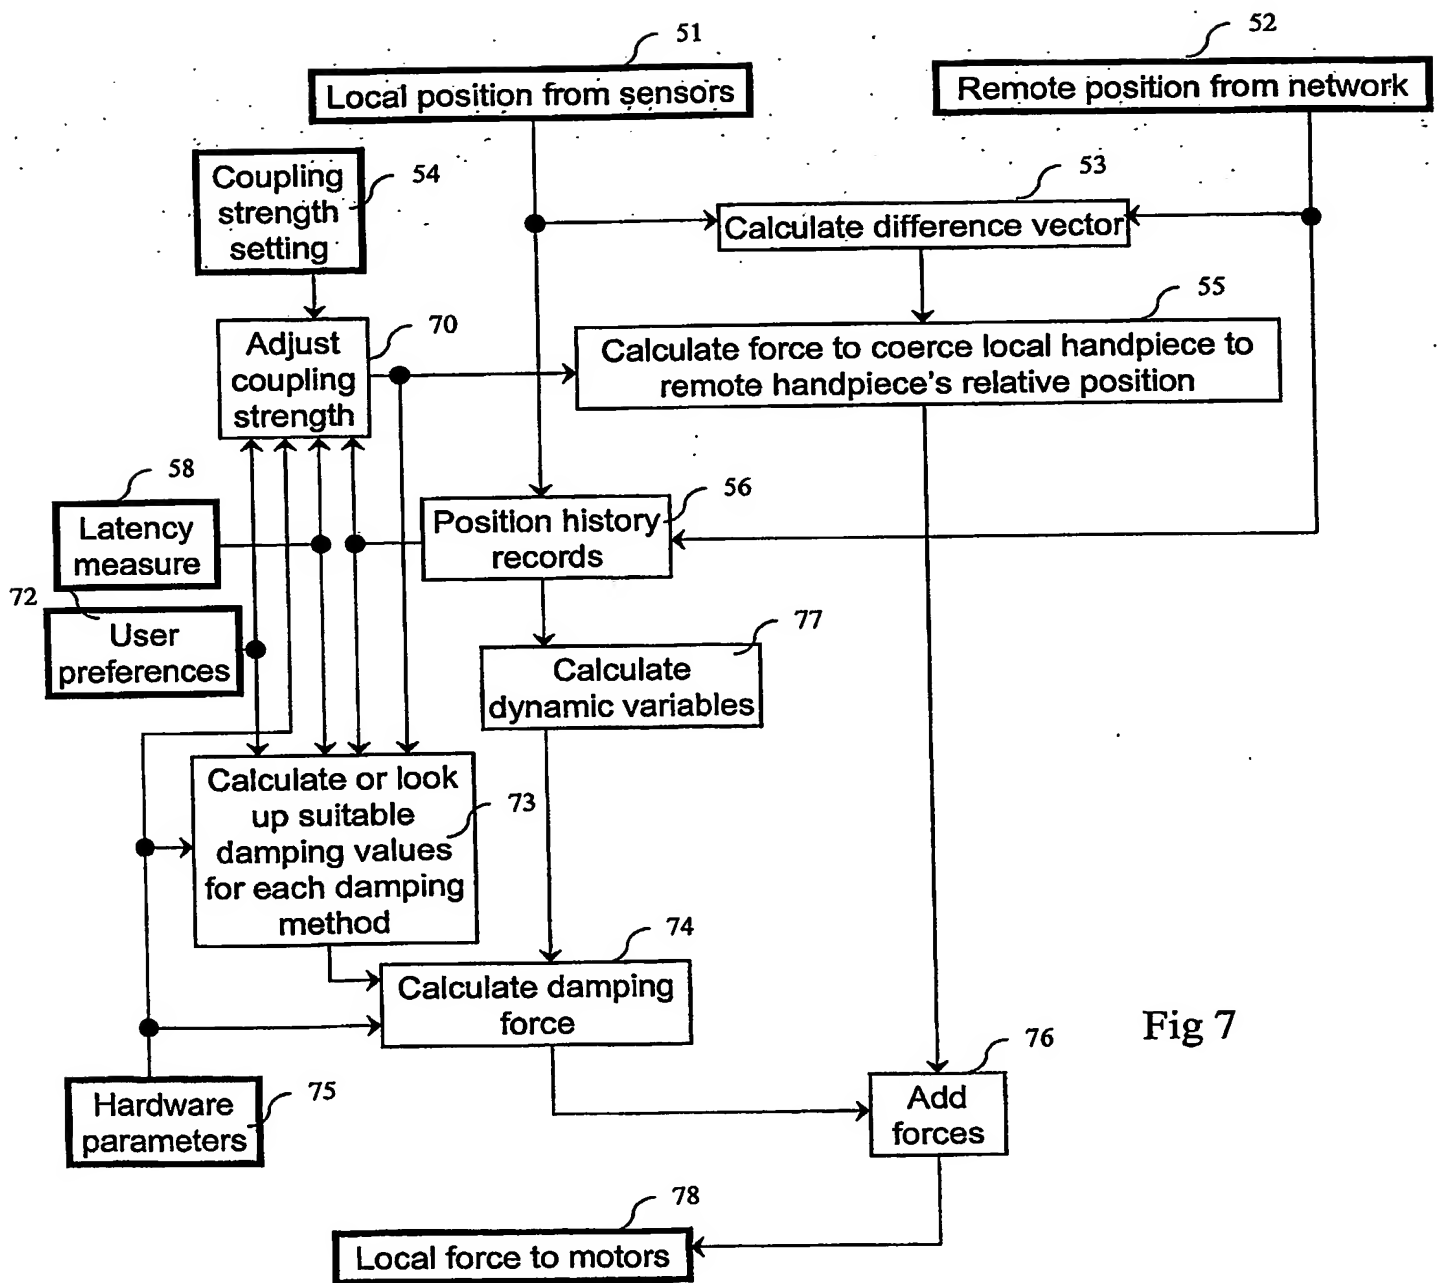 51
52
Local position from sensors
Remote position from network
Coupling
strength
setting
54
53
Calculate difference vector
55
70
Adjust
coupling
strength
Calculate force to coerce local handpiece to
remote handpiece's relative position
58
56
Latency
measure
Position history
records
72
User
preferences
77
Calculate
dynamic variables
Calculate or look
up suitable
damping values
for each damping
method
73
74
Calculate damping
force
Fig 7
76
Hardware
parameters
75
Add
forces
78
Local force to motors